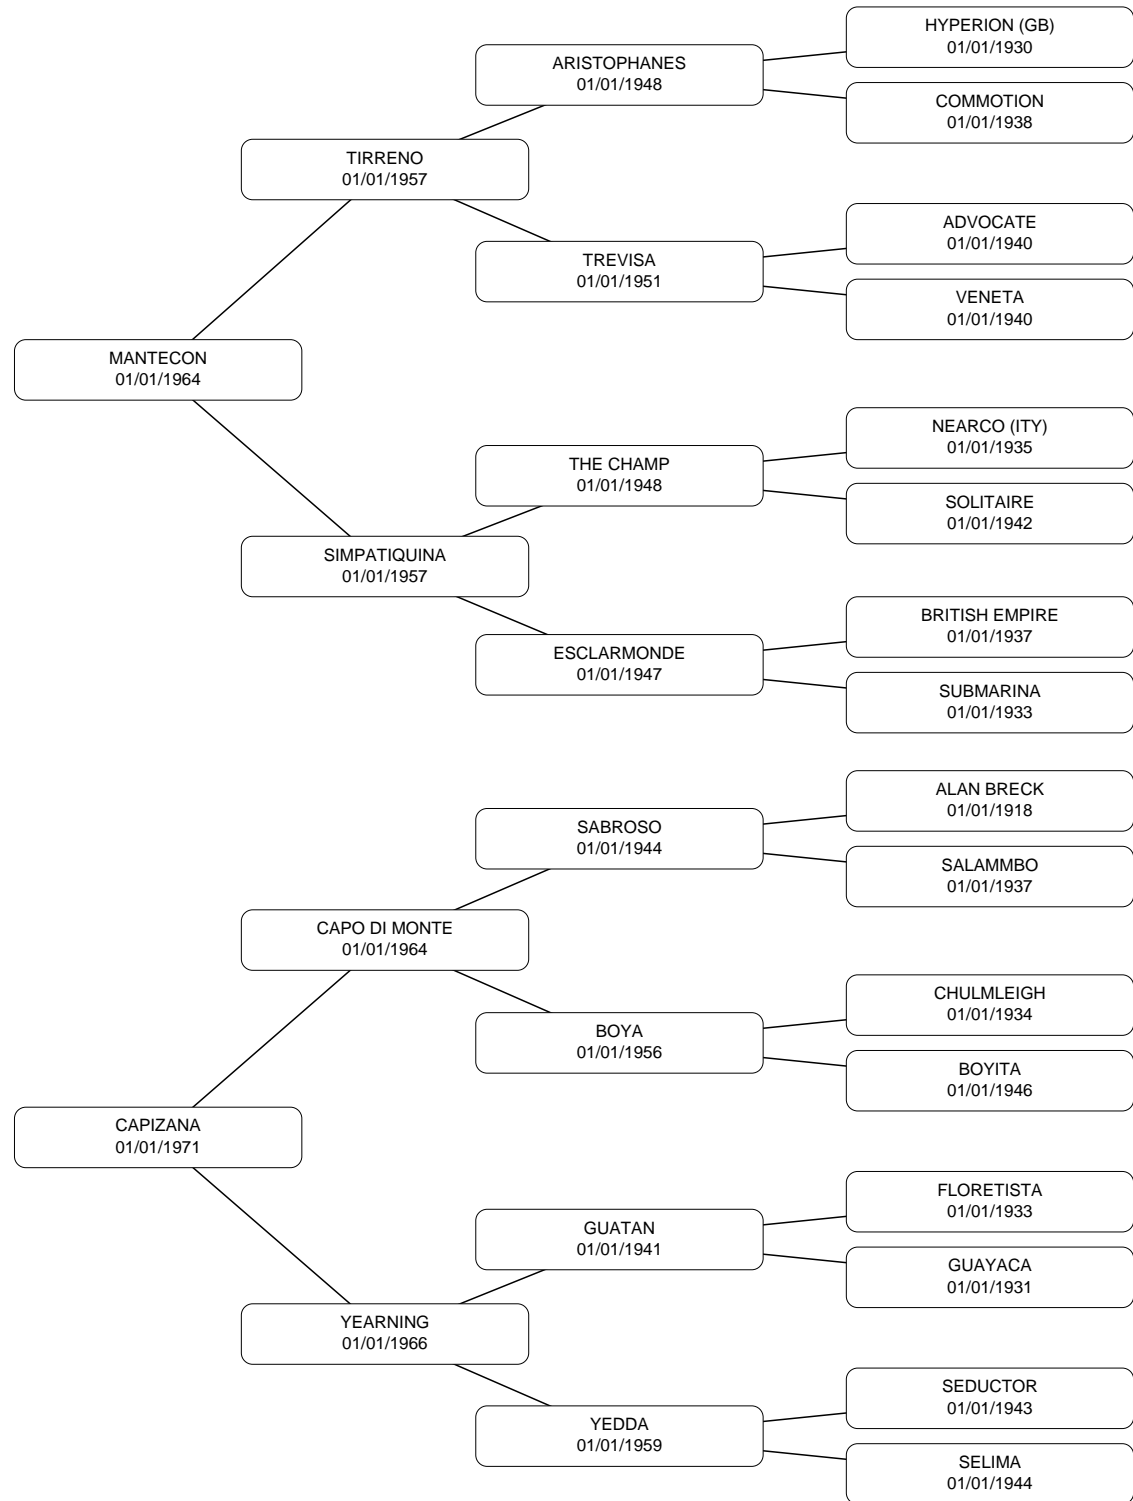 HYPERION (GB)
01/01/1930
ARISTOPHANES
01/01/1948
COMMOTION
01/01/1938
TIRRENO
01/01/1957
ADVOCATE
01/01/1940
TREVISA
01/01/1951
VENETA
01/01/1940
MANTECON
01/01/1964
NEARCO (ITY)
01/01/1935
THE CHAMP
01/01/1948
SOLITAIRE
01/01/1942
SIMPATIQUINA
01/01/1957
BRITISH EMPIRE
01/01/1937
ESCLARMONDE
01/01/1947
SUBMARINA
01/01/1933
ALAN BRECK
01/01/1918
SABROSO
01/01/1944
SALAMMBO
01/01/1937
CAPO DI MONTE
01/01/1964
CHULMLEIGH
01/01/1934
BOYA
01/01/1956
BOYITA
01/01/1946
CAPIZANA
01/01/1971
FLORETISTA
01/01/1933
GUATAN
01/01/1941
GUAYACA
01/01/1931
YEARNING
01/01/1966
SEDUCTOR
01/01/1943
YEDDA
01/01/1959
SELIMA
01/01/1944